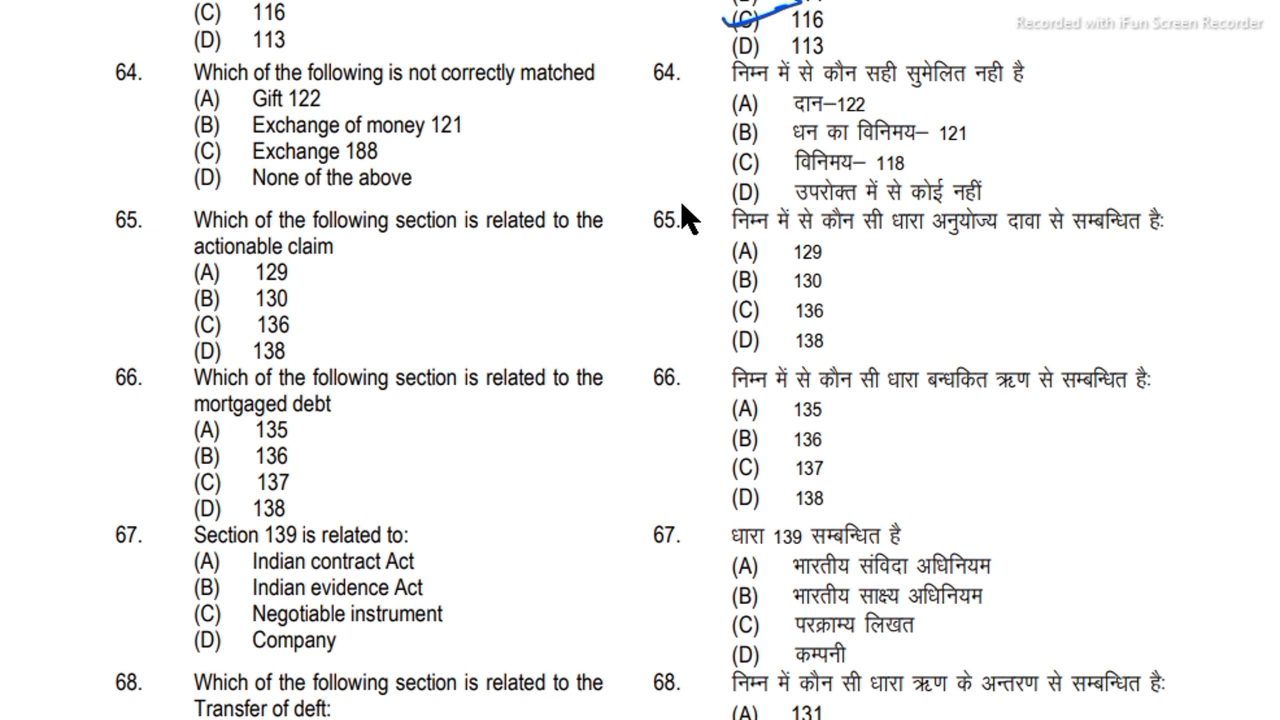 (C) 116
(D) 113
64. Which of the following is not correctly matched
(A) Gift 122
(B) Exchange of money 121
(C) Exchange 188
(D) None of the above
65. Which of the following section is related to the
actionable claim
(A) 129
(B) 130
(C) 136
(D) 138
66. Which of the following section is related to the
mortgaged debt
(A) 135
(B) 136
(C) 137
(D) 138
67. Section 139 is related to:
(A) Indian contract Act
(B) Indian evidence Act
(C) Negotiable instrument
(D) Company
68. Which of the following section is related to the
Transfer of deft:
(C) 116
(D) 113
64. निम्न में से कौन सही सुमेलित नही है
(A) दान–122
(B) धन का विनिमय– 121
(C) विनिमय– 118
(D) उपरोक्त में से कोई नहीं
65. निम्न में से कौन सी धारा अनुयोज्य दावा से सम्बन्धित है:
(A) 129
(B) 130
(C) 136
(D) 138
66. निम्न में से कौन सी धारा बन्धकित ऋण से सम्बन्धित है:
(A) 135
(B) 136
(C) 137
(D) 138
67. धारा 139 सम्बन्धित है
(A) भारतीय संविदा अधिनियम
(B) भारतीय साक्ष्य अधिनियम
(C) परक्राम्य लिखत
(D) कम्पनी
68. निम्न में कौन सी धारा ऋण के अन्तरण से सम्बन्धित है:
(A) 131
Recorded with iFun Screen Recorder